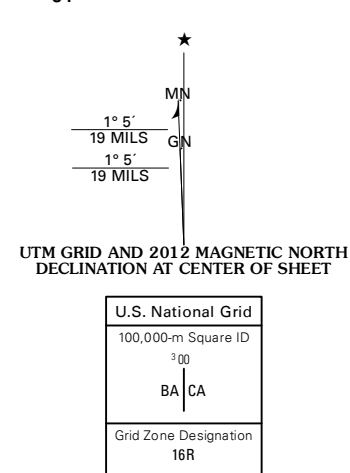 ★
MN
1° 5´
19 MILS
GN
1° 5´
19 MILS
UTM GRID AND 2012 MAGNETIC NORTH
DECLINATION AT CENTER OF SHEET
U.S. National Grid
100,000-m Square ID
³00
BA CA
Grid Zone Designation
16R